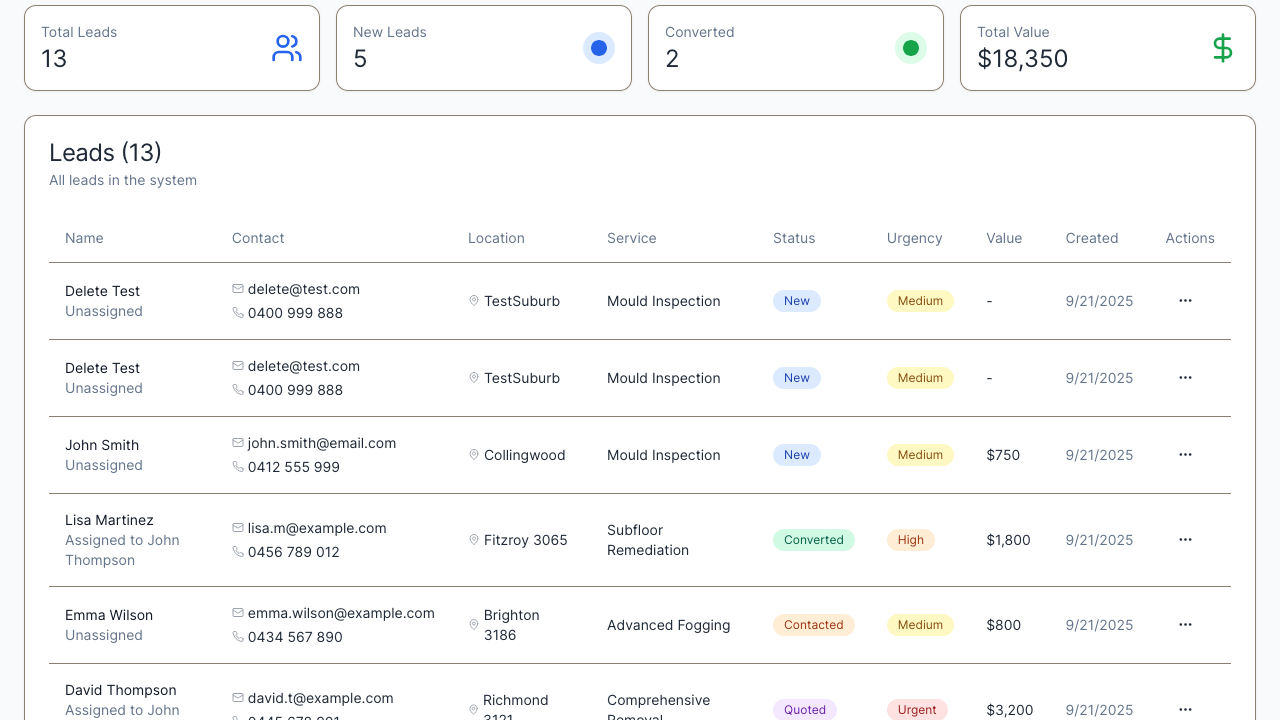 Total Leads
13
New Leads
5
Converted
2
Total Value
$18,350
Leads (13)
All leads in the system
Name Contact Location Service Status Urgency Value Created Actions
Delete Test
Unassigned
delete@test.com
0400 999 888
TestSuburb
Mould Inspection
New
Medium
-
9/21/2025
Delete Test
Unassigned
delete@test.com
0400 999 888
TestSuburb
Mould Inspection
New
Medium
-
9/21/2025
John Smith
Unassigned
john.smith@email.com
0412 555 999
Collingwood
Mould Inspection
New
Medium
$750
9/21/2025
Lisa Martinez
Assigned to John
Thompson
lisa.m@example.com
0456 789 012
Fitzroy 3065
Subfloor
Remediation
Converted
High
$1,800
9/21/2025
Emma Wilson
Unassigned
emma.wilson@example.com
0434 567 890
Brighton
3186
Advanced Fogging
Contacted
Medium
$800
9/21/2025
David Thompson
Assigned to John
david.t@example.com
Richmond
3121
Comprehensive
Removal
Quoted
Urgent
$3,200
9/21/2025